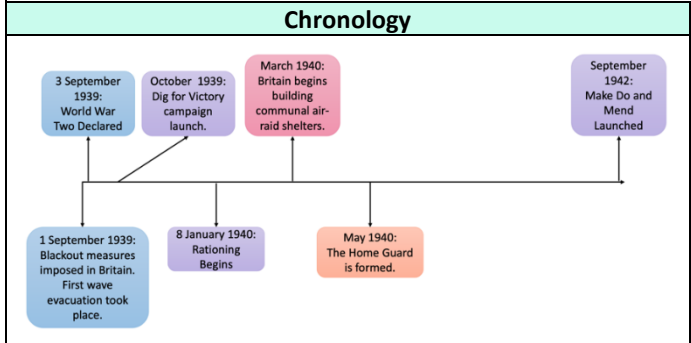 Chronology
3 September
1939:
World War
Two Declared
October 1939:
Dig for Victory
campaign
launch.
March 1940:
Britain begins
building
communal air-
raid shelters.
September
1942:
Make Do and
Mend
Launched
1 September 1939:
Blackout measures
imposed in Britain.
First wave
evacuation took
place.
8 January 1940:
Rationing
Begins
May 1940:
The Home Guard
is formed.